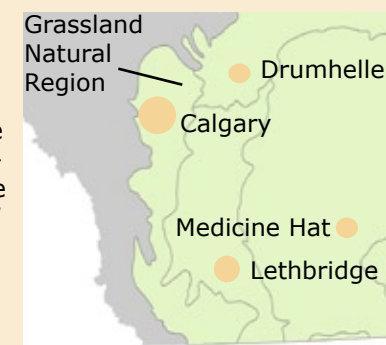 Grassland
Natural
Region
Drumhelle
Calgary
Medicine Hat
Lethbridge
e
e